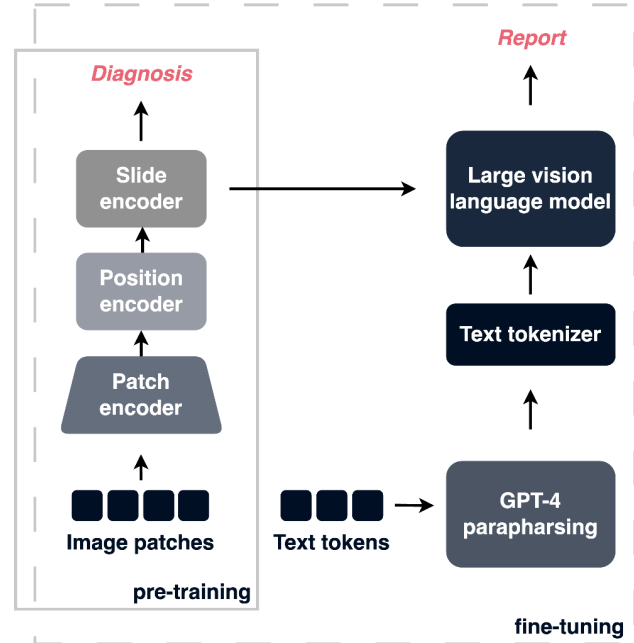 Diagnosis
Slide
encoder
Position
encoder
Patch
encoder
Image patches
pre-training
Report
Large vision
language model
Text tokenizer
GPT-4
parapharsing
Text tokens
fine-tuning